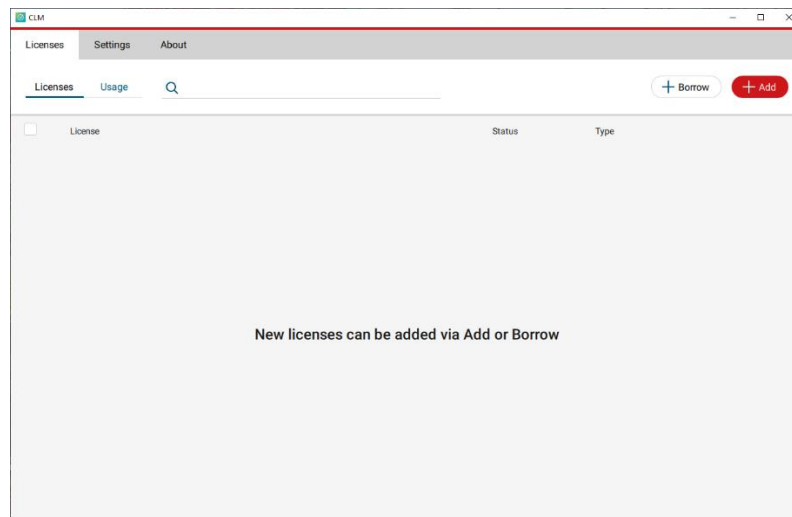 CLM
Licenses Settings About
Licenses Usage Borrow Add
License Status Type
New licenses can be added via Add or Borrow